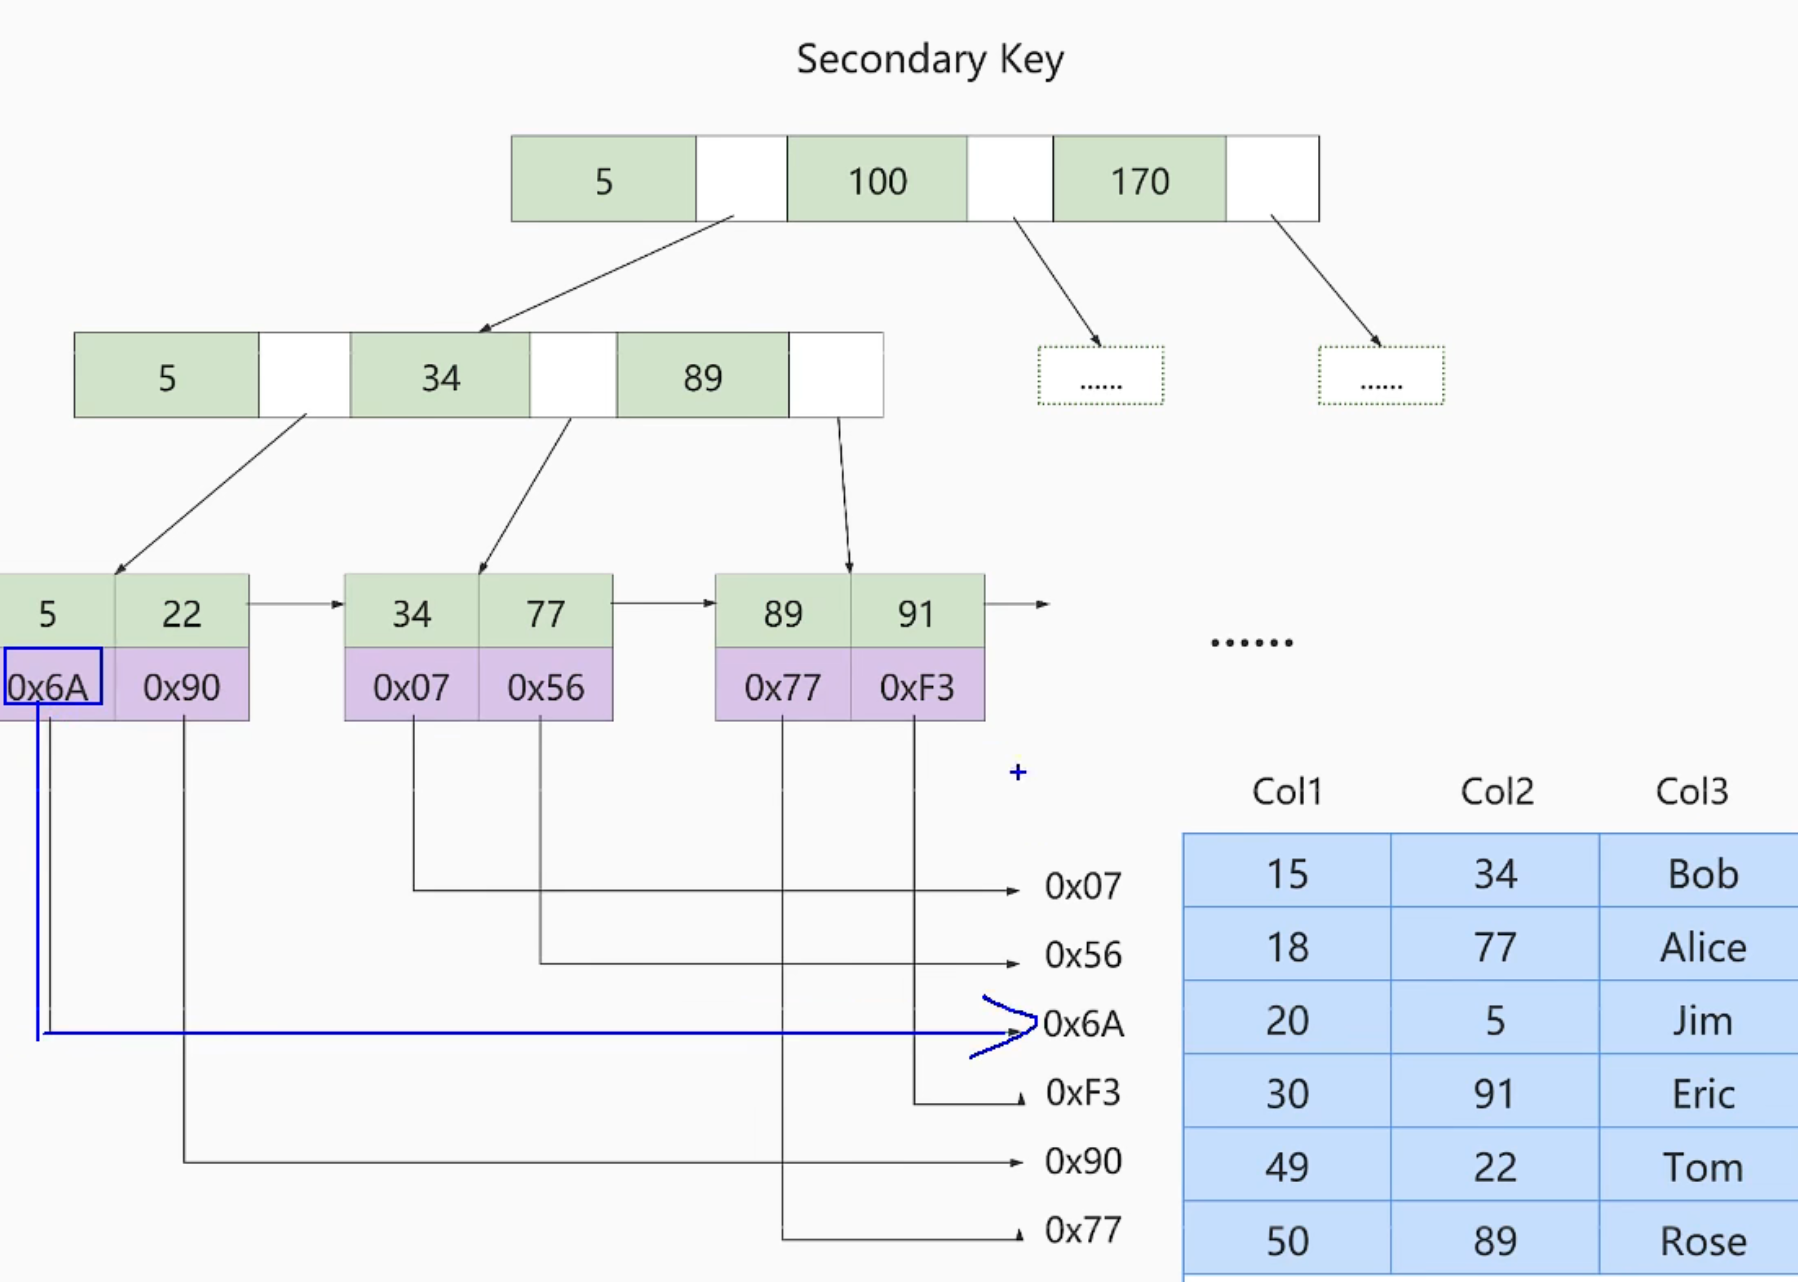 Secondary Key
5 100 170
5 34 89
...... ......
5 22 34 77 89 91
0x6A 0x90 0x07 0x56 0x77 0xF3
......
Col1 Col2 Col3
0x07 15 34 Bob
0x56 18 77 Alice
0x6A 20 5 Jim
0xF3 30 91 Eric
0x90 49 22 Tom
0x77 50 89 Rose